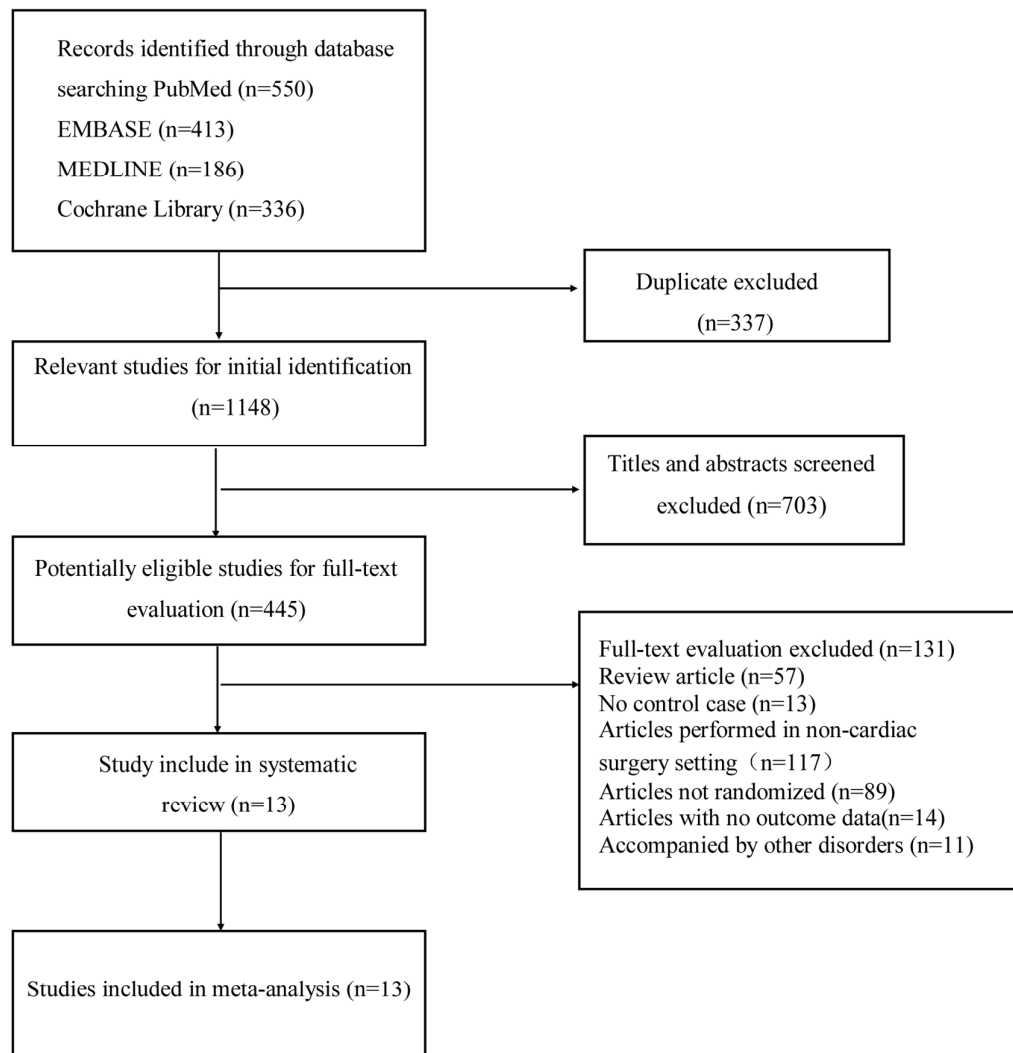 Records identified through database
searching PubMed (n=550)
EMBASE (n=413)
MEDLINE (n=186)
Cochrane Library (n=336)
Duplicate excluded
(n=337)
Relevant studies for initial identification
(n=1148)
Titles and abstracts screened
excluded (n=703)
Potentially eligible studies for full-text
evaluation (n=445)
Full-text evaluation excluded (n=131)
Review article (n=57)
No control case (n=13)
Articles performed in non-cardiac
surgery setting（n=117）
Articles not randomized (n=89)
Articles with no outcome data(n=14)
Accompanied by other disorders (n=11)
Study include in systematic
review (n=13)
Studies included in meta-analysis (n=13)